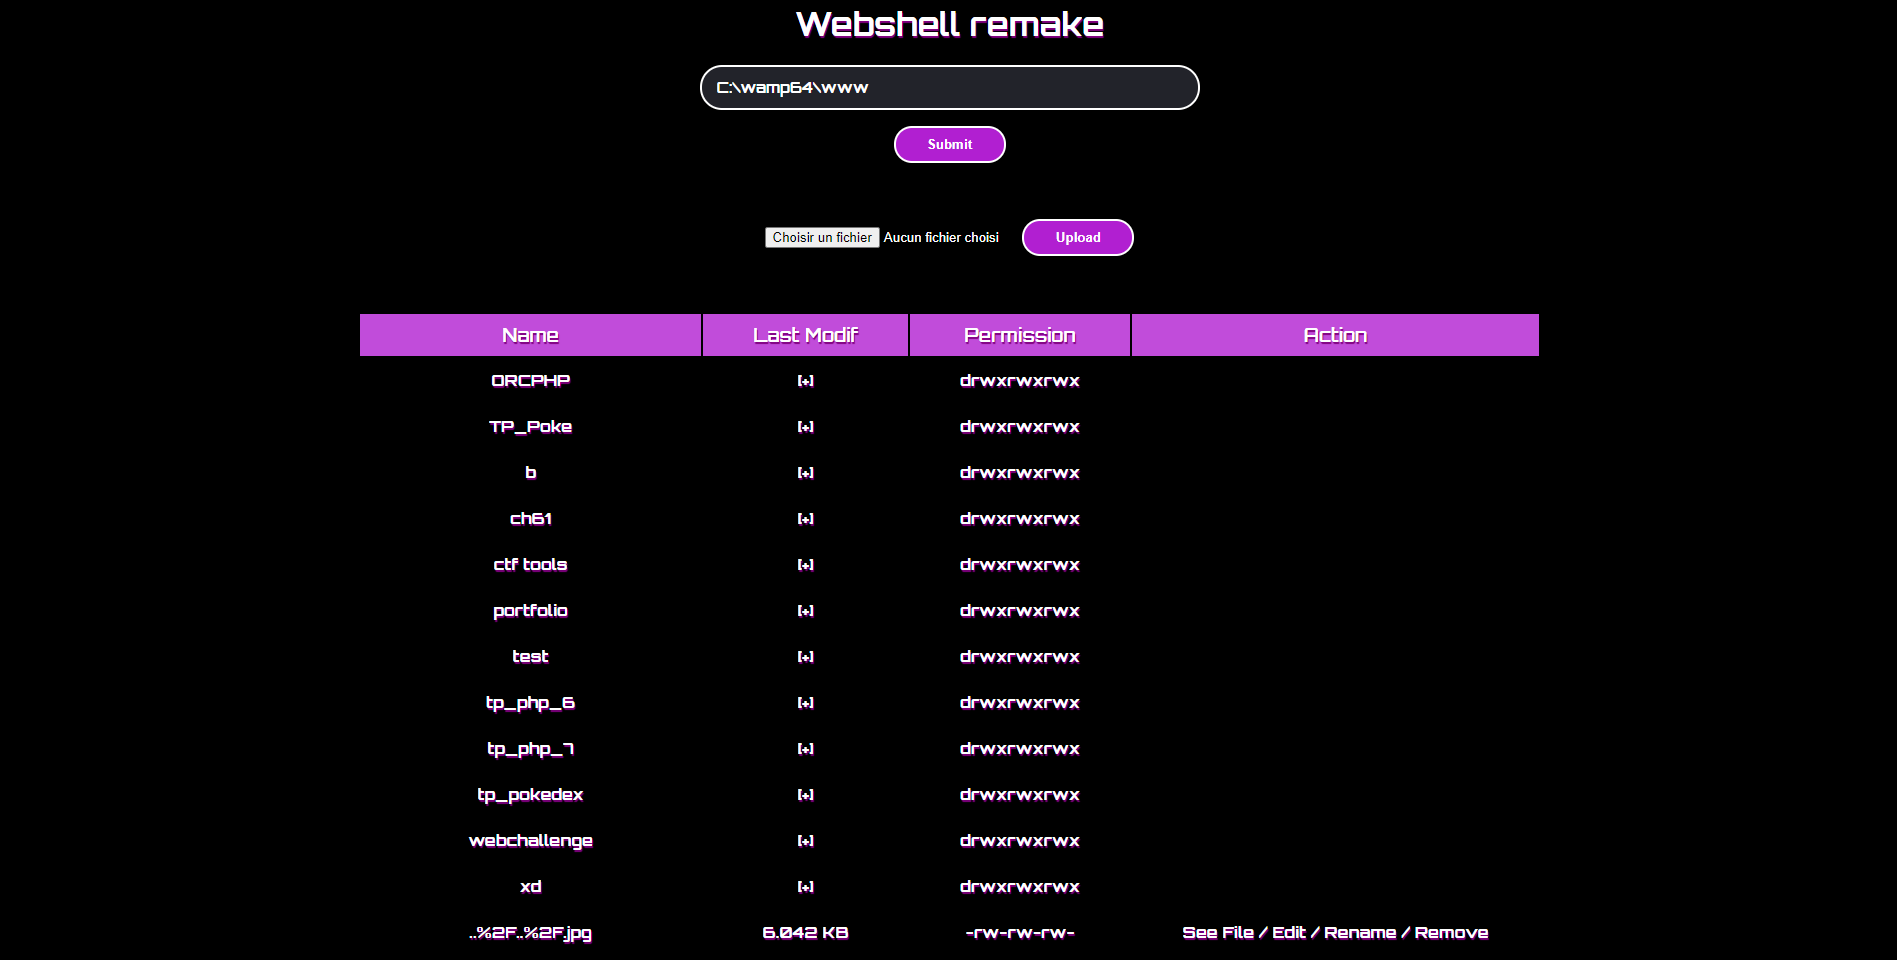 Webshell remake
C:\wamp64\www
Submit
Choisir un fichier Aucun fichier choisi Upload
Name Last Modif Permission Action
ORCPHP [+] drwxrwxrwx
TP_Poke [+] drwxrwxrwx
b [+] drwxrwxrwx
ch61 [+] drwxrwxrwx
ctf tools [+] drwxrwxrwx
portfolio [+] drwxrwxrwx
test [+] drwxrwxrwx
tp_php_6 [+] drwxrwxrwx
tp_php_7 [+] drwxrwxrwx
tp_pokedex [+] drwxrwxrwx
webchallenge [+] drwxrwxrwx
xd [+] drwxrwxrwx
..%2F..%2F.jpg 6.042 KB -rw-rw-rw- See File / Edit / Rename / Remove